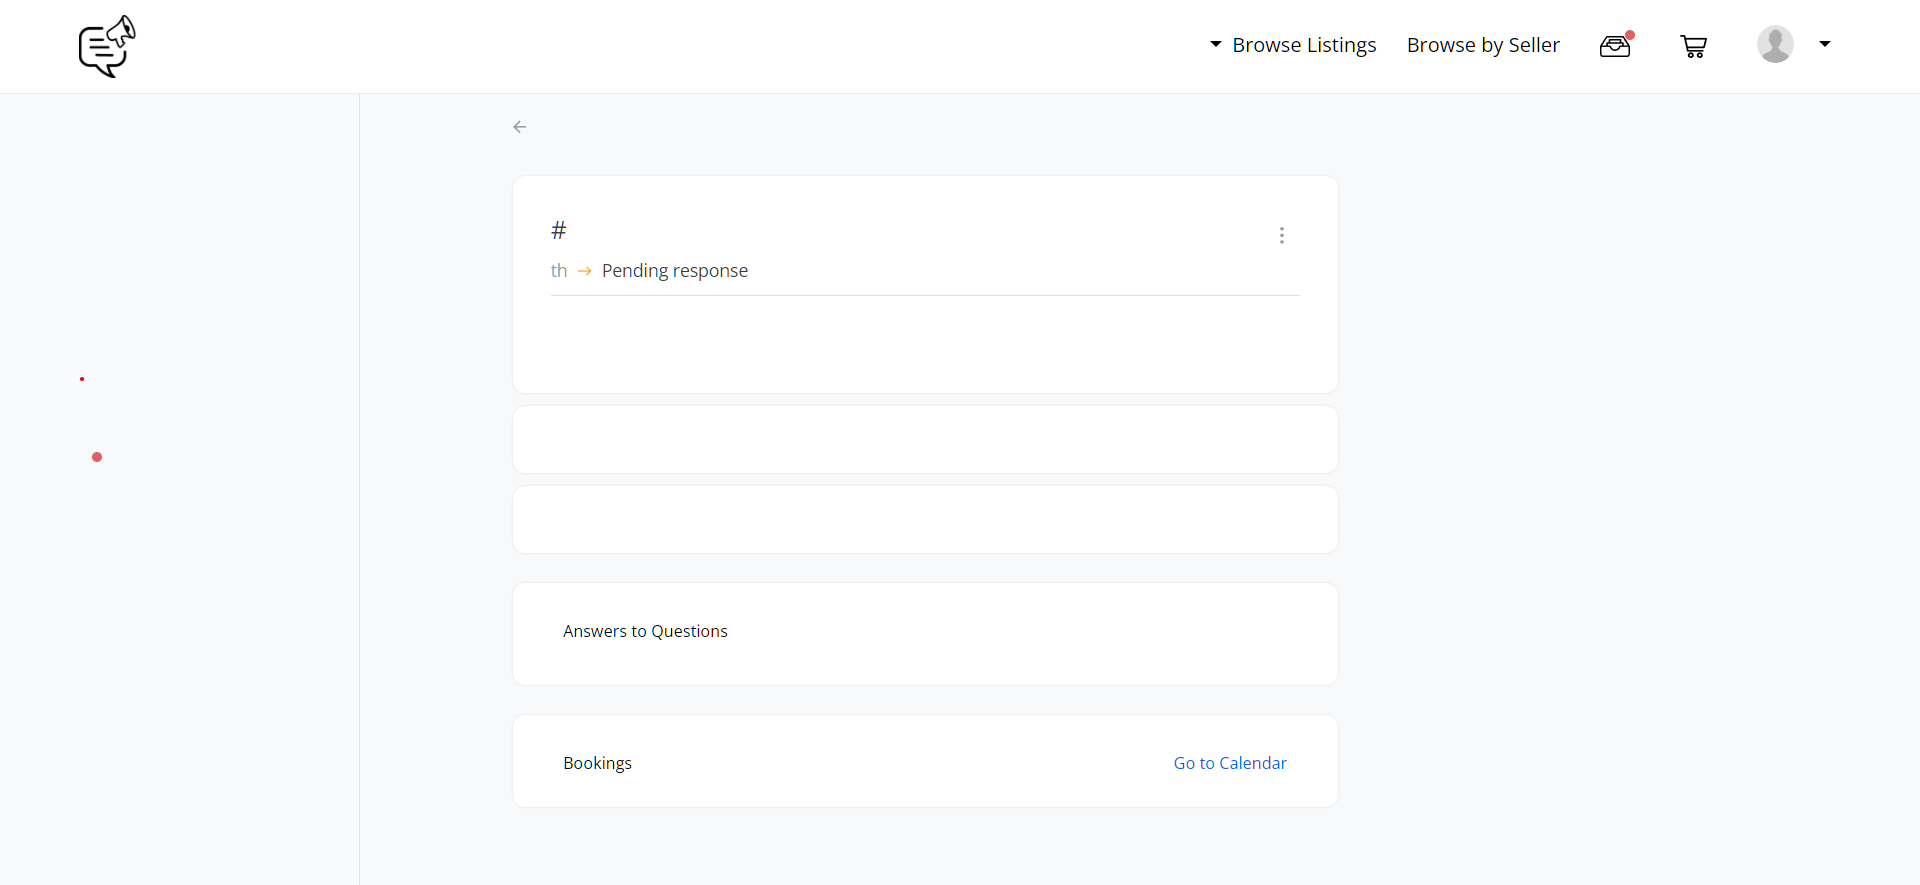 Browse Listings
Browse by Seller
#
th → Pending response
Answers to Questions
Bookings
Go to Calendar